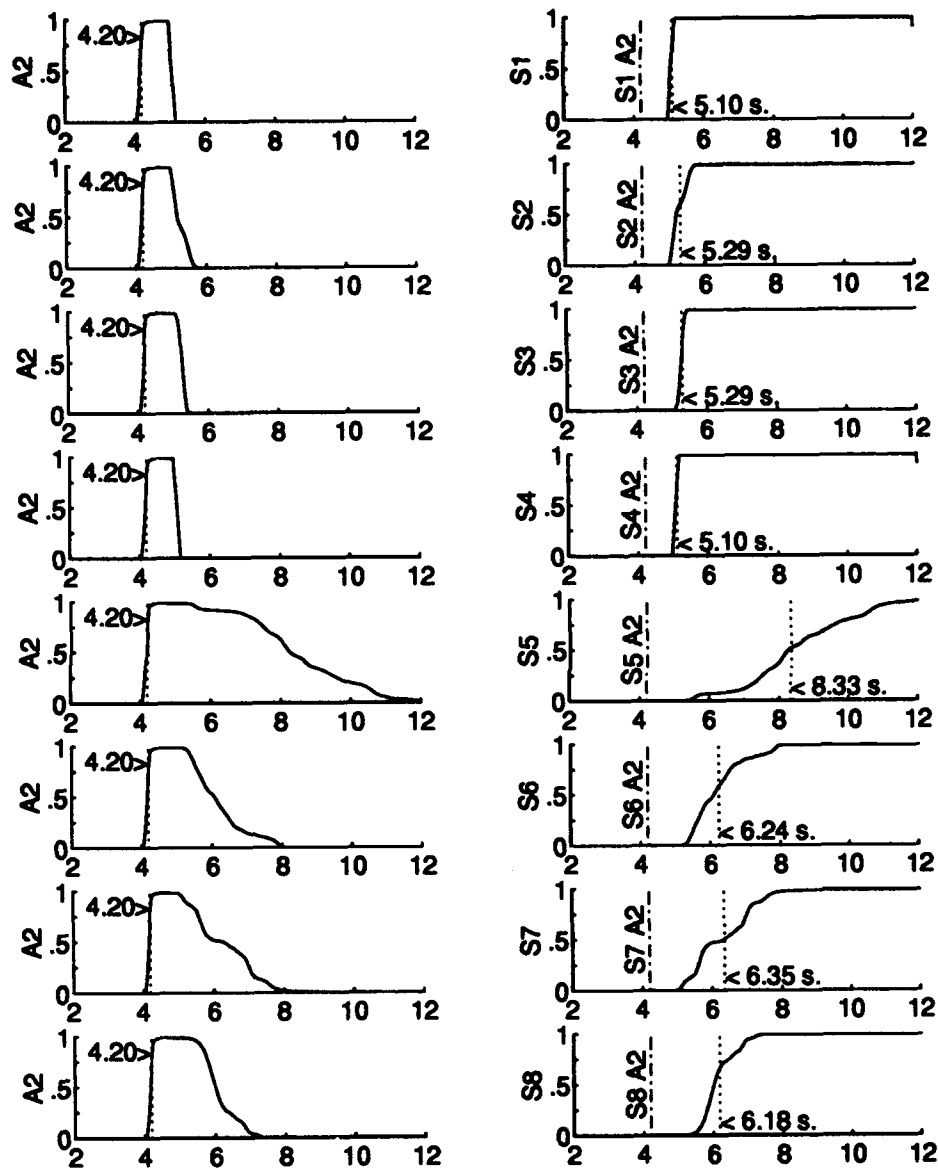 1 4.20> .5 0 A2
2 4 6 8 10 12
1 .5 0 S1 S1 A2 < 5.10 s.
2 4 6 8 10 12
1 4.20> .5 0 A2
2 4 6 8 10 12
1 .5 0 S2 S2 A2 < 5.29 s.
2 4 6 8 10 12
1 4.20> .5 0 A2
2 4 6 8 10 12
1 .5 0 S3 S3 A2 < 5.29 s.
2 4 6 8 10 12
1 4.20> .5 0 A2
2 4 6 8 10 12
1 .5 0 S4 S4 A2 < 5.10 s.
2 4 6 8 10 12
1 4.20> .5 0 A2
2 4 6 8 10 12
1 .5 0 S5 S5 A2 < 8.33 s.
2 4 6 8 10 12
1 4.20> .5 0 A2
2 4 6 8 10 12
1 .5 0 S6 S6 A2 < 6.24 s.
2 4 6 8 10 12
1 4.20> .5 0 A2
2 4 6 8 10 12
1 .5 0 S7 S7 A2 < 6.35 s.
2 4 6 8 10 12
1 4.20> .5 0 A2
2 4 6 8 10 12
1 .5 0 S8 S8 A2 < 6.18 s.
2 4 6 8 10 12